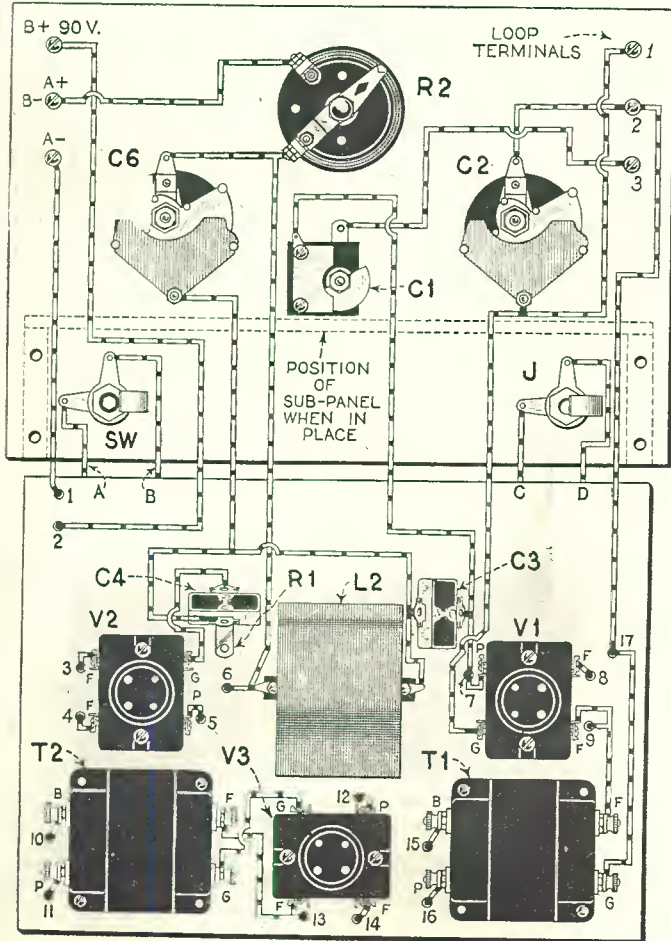 B+ 90 V.
LOOP
TERMINALS
1
A+
B-
R2
2
A-
C6
C2
3
C1
POSITION
OF
SUB-PANEL
WHEN IN
PLACE
J
SW
A
B
C
D
1
2
C4
R1
L2
C3
V2
V1
17
3
F
G
6
P
F
8
7
4
F
P
5
9
G
F
T2
V3
T1
B
F
G
12
P
B
F
10
15
P
G
P
G
11
F
13
F
14
16